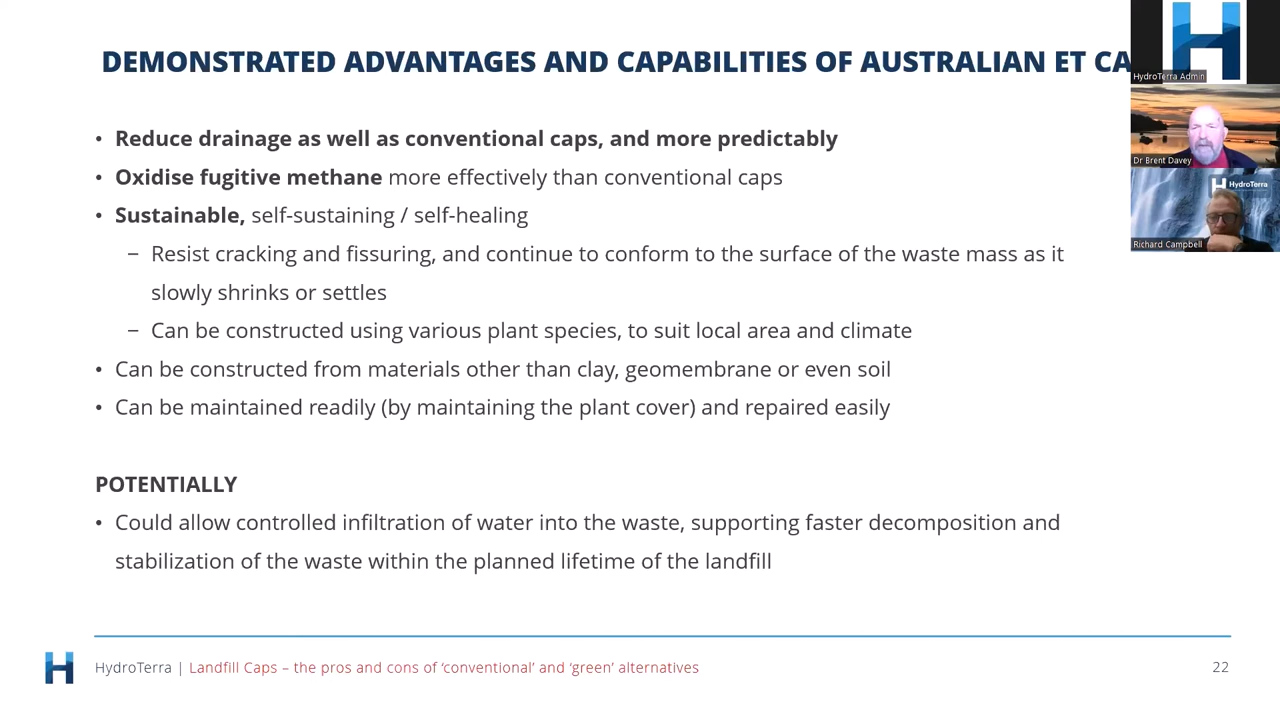 DEMONSTRATED ADVANTAGES AND CAPABILITIES OF AUSTRALIAN ET CA
HydroTerra Admin
Dr Brent Davey
HydroTerra
Richard Campbell
• Reduce drainage as well as conventional caps, and more predictably
• Oxidise fugitive methane more effectively than conventional caps
• Sustainable, self-sustaining / self-healing
– Resist cracking and fissuring, and continue to conform to the surface of the waste mass as it
slowly shrinks or settles
– Can be constructed using various plant species, to suit local area and climate
• Can be constructed from materials other than clay, geomembrane or even soil
• Can be maintained readily (by maintaining the plant cover) and repaired easily
POTENTIALLY
• Could allow controlled infiltration of water into the waste, supporting faster decomposition and
stabilization of the waste within the planned lifetime of the landfill
HydroTerra | Landfill Caps – the pros and cons of ‘conventional’ and ‘green’ alternatives
22